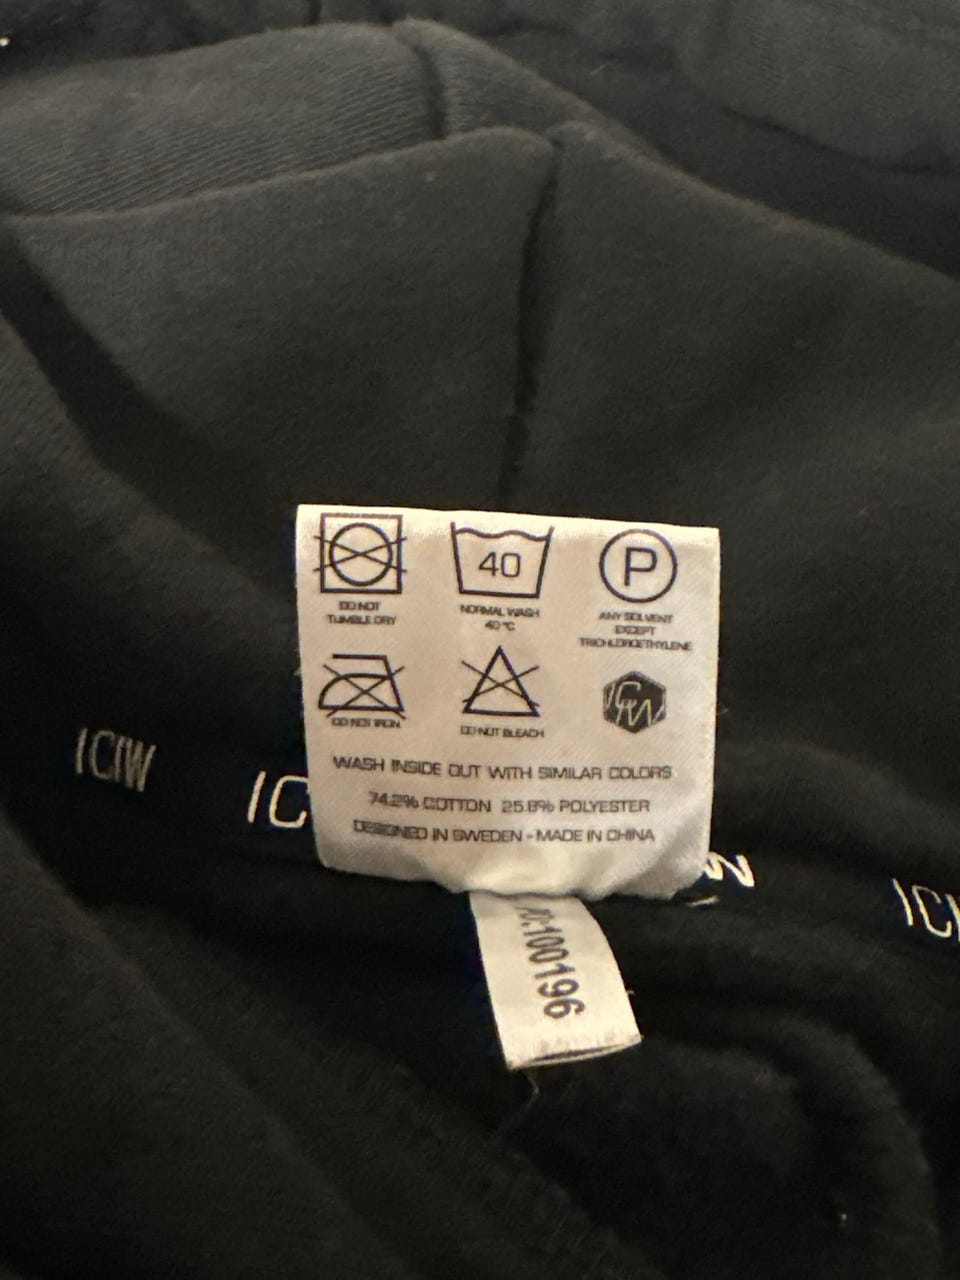 40
P
DO NOT
TUMBLE DRY
NORMAL WASH
40 °C
ANY SOLVENT
EXCEPT
TRICHLOROETHYLENE
DO NOT IRON
DO NOT BLEACH
ICIW
WASH INSIDE OUT WITH SIMILAR COLORS
74.2% COTTON 25.8% POLYESTER
DESIGNED IN SWEDEN - MADE IN CHINA
ICIW
IC
W
ICI
:100196